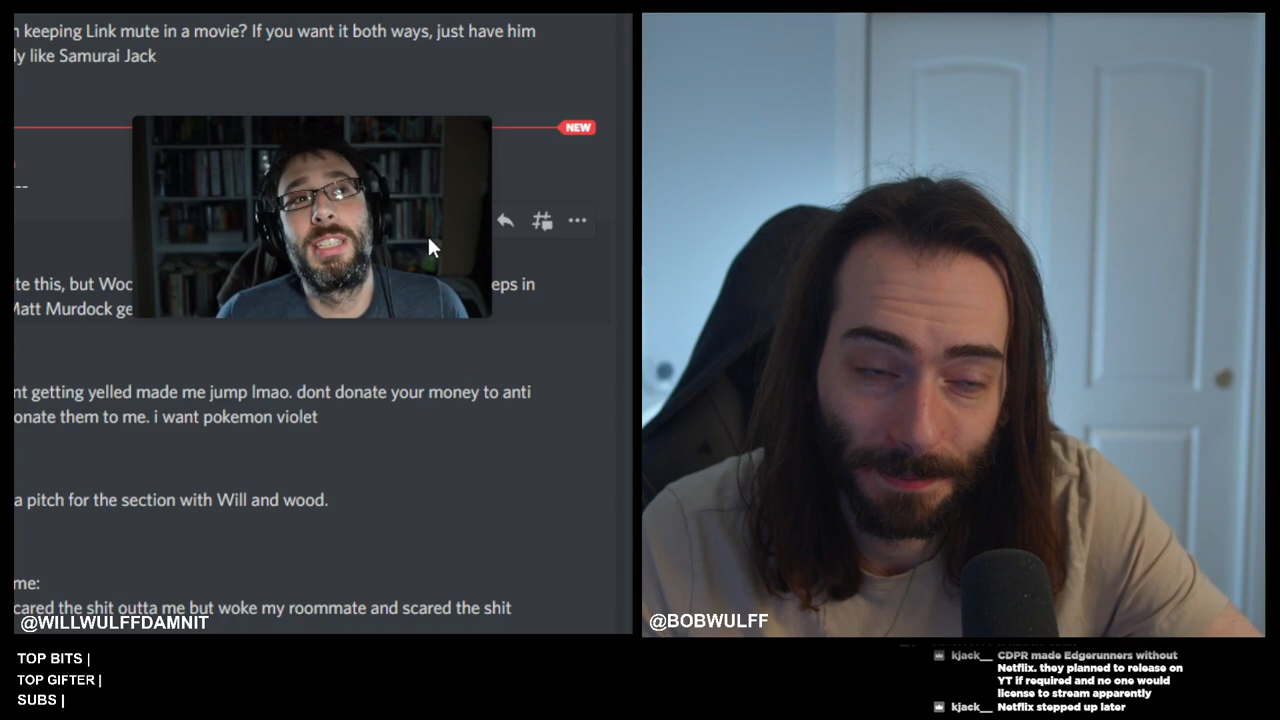 n keeping Link mute in a movie? If you want it both ways, just have him
ly like Samurai Jack
NEW
--
te this, but Woo
eps in
Matt Murdock ge
nt getting yelled made me jump lmao. dont donate your money to anti
onate them to me. i want pokemon violet
a pitch for the section with Will and wood.
me:
cared the shit outta me but woke my roommate and scared the shit
@WILLWULFFDAMNIT
@BOBWULFF
TOP BITS |
TOP GIFTER |
SUBS |
kjack__ CDPR made Edgerunners without
Netflix. they planned to release on
YT if required and no one would
license to stream apparently
kjack__ Netflix stepped up later